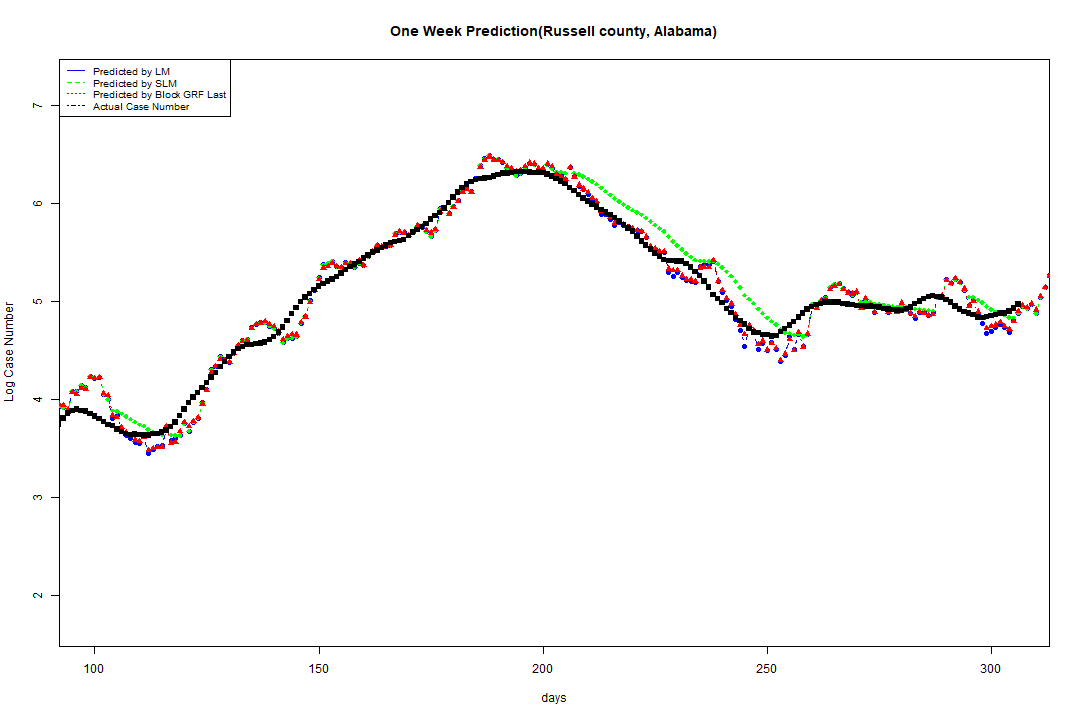 One Week Prediction(Russell county, Alabama)
Predicted by LM
Predicted by SLM
Predicted by Block GRF Last
Actual Case Number
7
6
5
4
3
2
Log Case Number
100 150 200 250 300
days